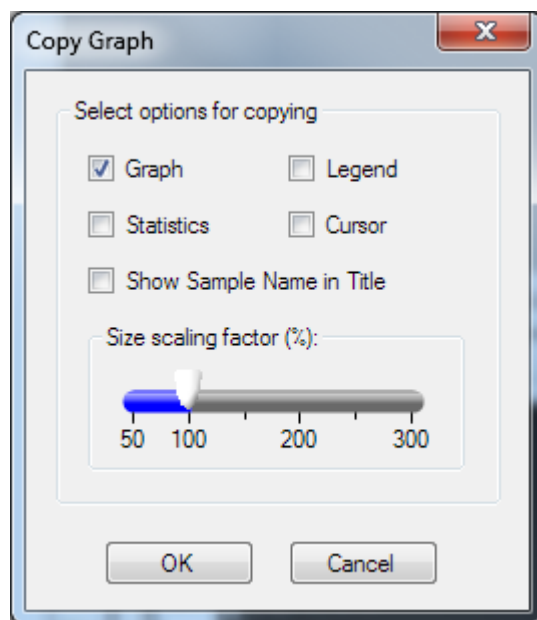 Copy Graph
Select options for copying
Graph
Legend
Statistics
Cursor
Show Sample Name in Title
Size scaling factor (%):
50 100 200 300
OK
Cancel